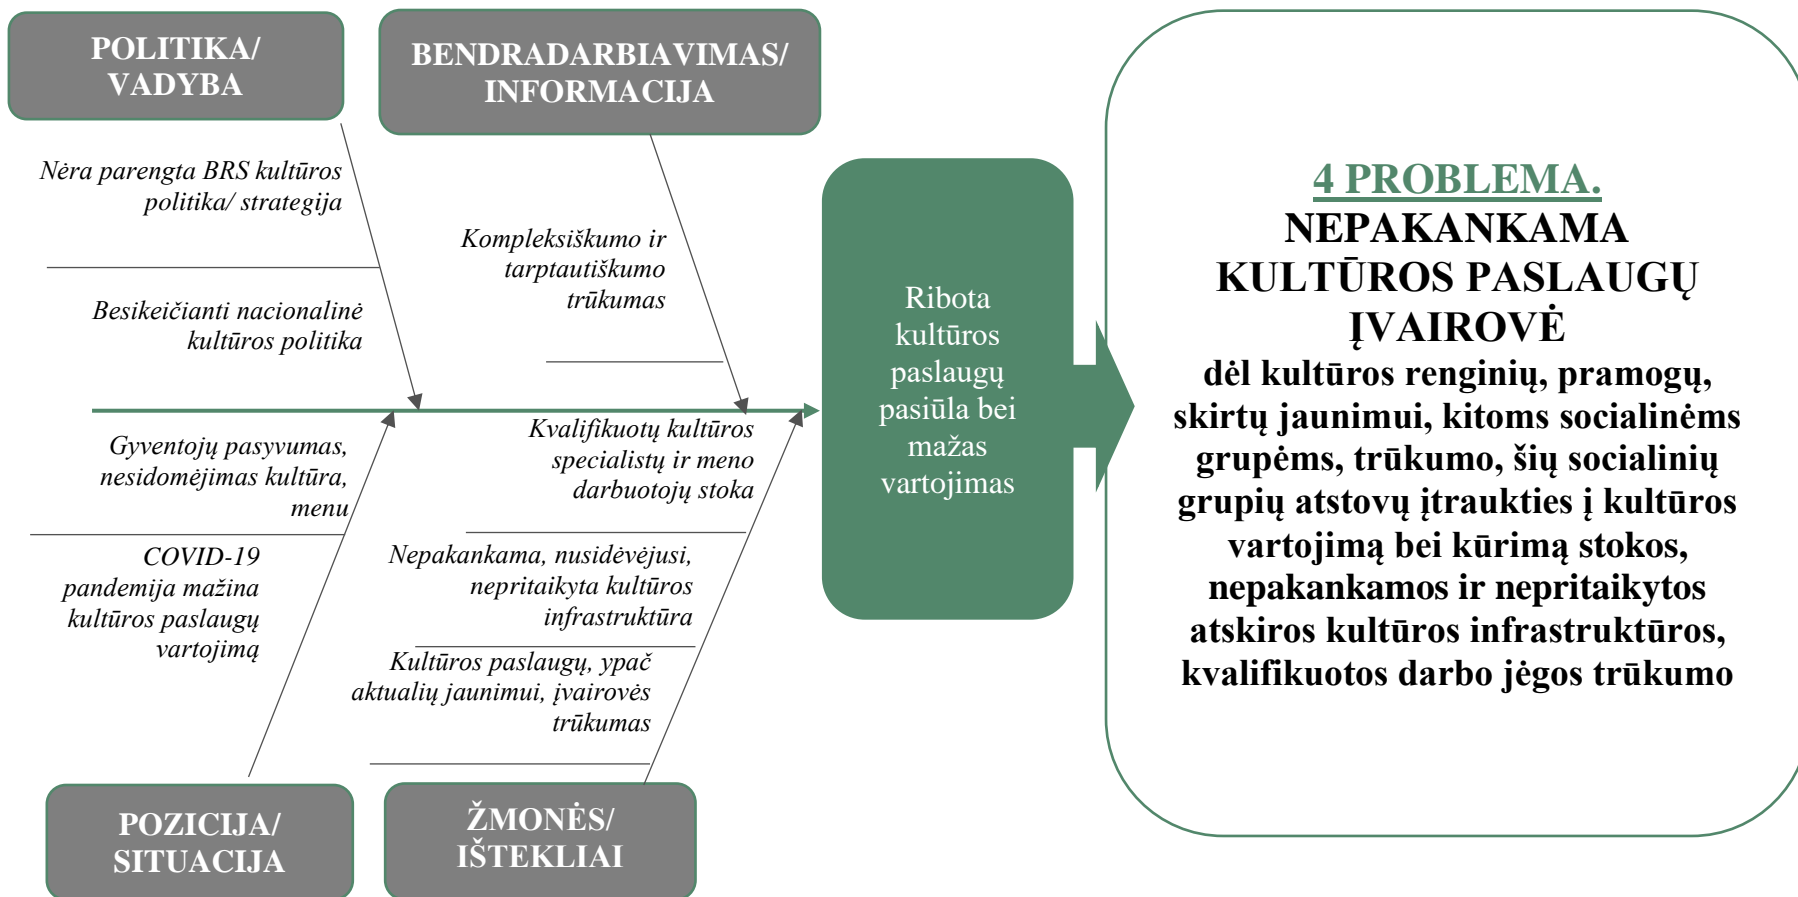 POLITIKA/
VADYBA
BENDRADARBIAVIMAS/
INFORMACIJA
Nėra parengta BRS kultūros
politika/ strategija
Besikeičianti nacionalinė
kultūros politika
Kompleksiškumo ir
tarptautiškumo
trūkumas
Gyventojų pasyvumas,
nesidomėjimas kultūra,
menu
COVID-19
pandemija mažina
kultūros paslaugų
vartojimą
Kvalifikuotų kultūros
specialistų ir meno
darbuotojų stoka
Nepakankama, nusidėvėjusi,
nepritaikyta kultūros
infrastruktūra
Kultūros paslaugų, ypač
aktualių jaunimui, įvairovės
trūkumas
POZICIJA/
SITUACIJA
ŽMONĖS/
IŠTEKLIAI
Ribota
kultūros
paslaugų
pasiūla bei
mažas
vartojimas
4 PROBLEMA.
NEPAKANKAMA
KULTŪROS PASLAUGŲ
ĮVAIROVĖ
dėl kultūros renginių, pramogų,
skirtų jaunimui, kitoms socialinėms
grupėms, trūkumo, šių socialinių
grupių atstovų įtraukties į kultūros
vartojimą bei kūrimą stokos,
nepakankamos ir nepritaikytos
atskiros kultūros infrastruktūros,
kvalifikuotos darbo jėgos trūkumo